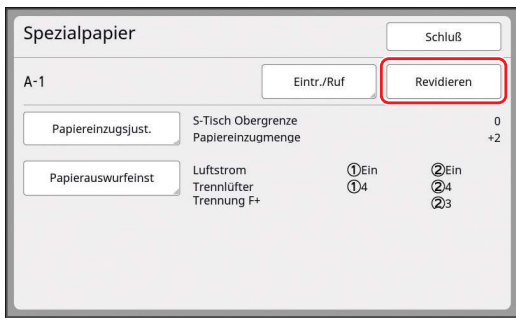 Spezialpapier
Schluß
A-1
Eintr./Ruf
Revidieren
Papiereinzugsjust.
S-Tisch Obergrenze 0
Papiereinzugmenge +2
Papierauswurfeinst
Luftstrom ①Ein ②Ein
Trennlüfter ①4 ②4
Trennung F+ ②3